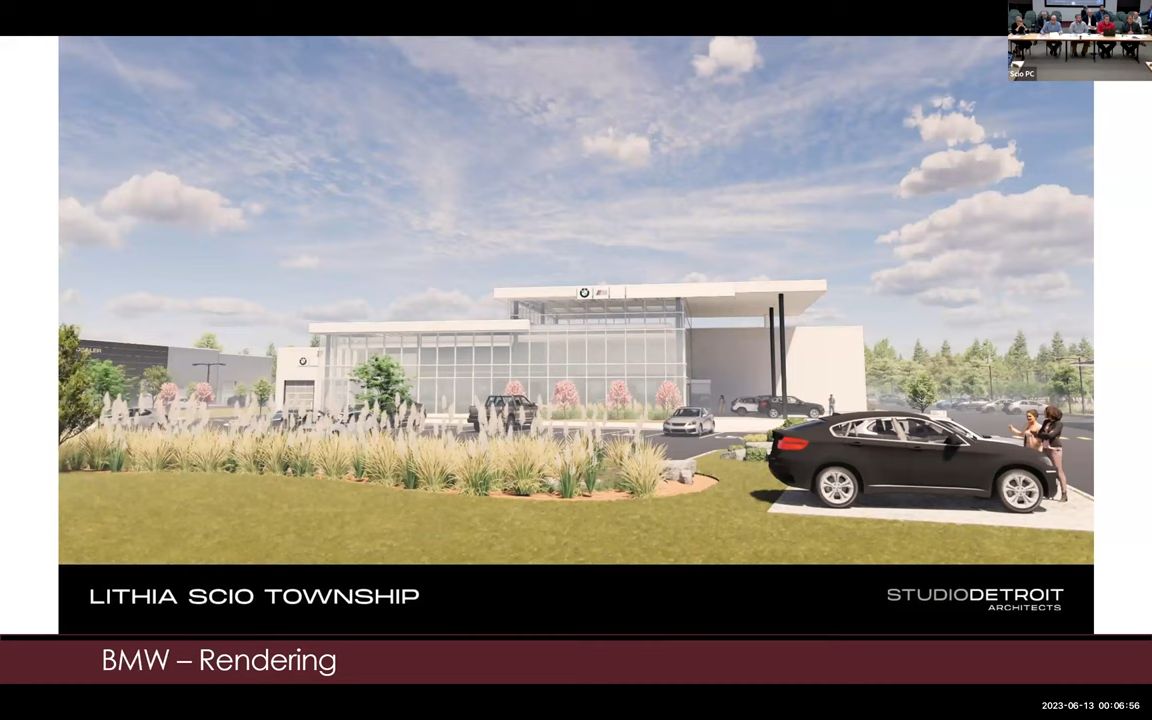 Scio PC
LITHIA SCIO TOWNSHIP
STUDIODETROIT
ARCHITECTS
BMW – Rendering
2023-06-13 00:06:56